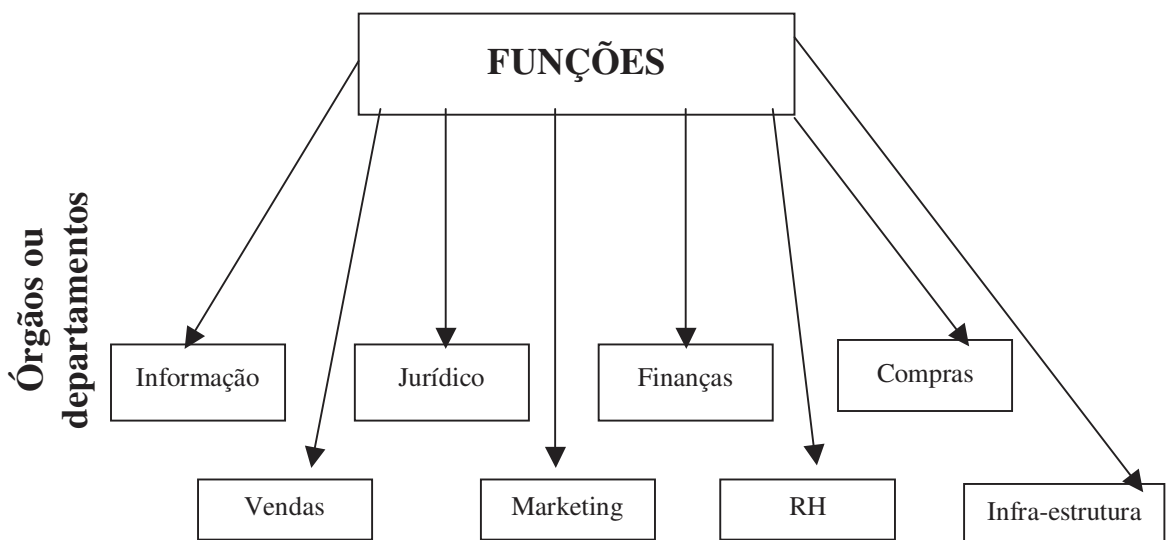 FUNÇÕES
Órgãos ou
departamentos
Informação
Jurídico
Finanças
Compras
Vendas
Marketing
RH
Infra-estrutura